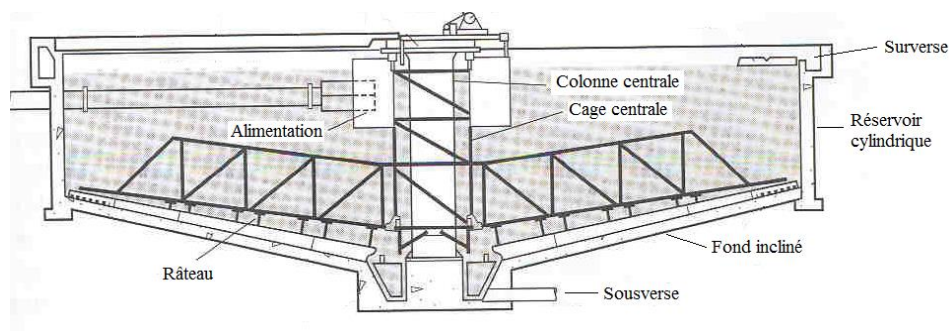 Surverse
Colonne centrale
Cage centrale
Alimentation
Réservoir
cylindrique
Fond incliné
Râteau
Sousverse